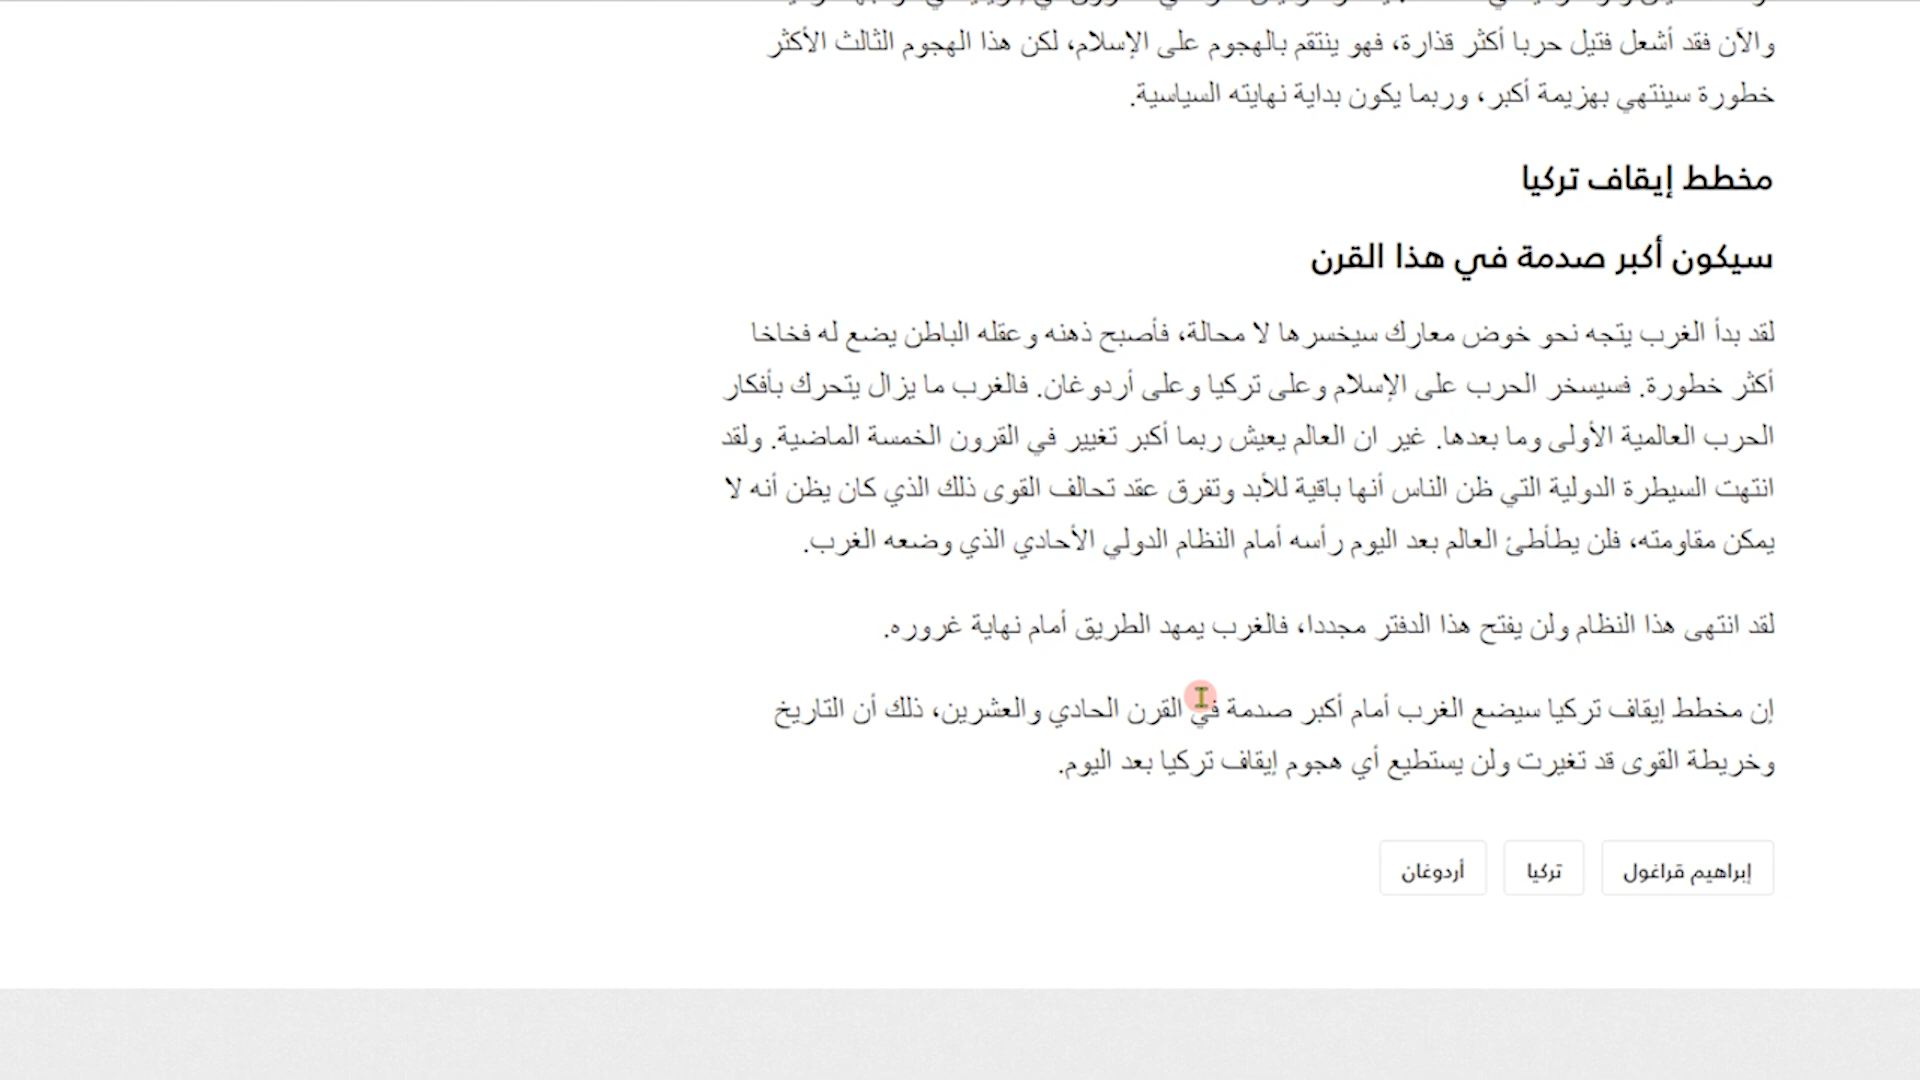 والآن فقد أشعل فتيل حربا أكثر قذارة، فهو ينتقم بالهجوم على الإسلام، لكن هذا الهجوم الثالث الأكثر
خطورة سينتهي بهزيمة أكبر، وربما يكون بداية نهايته السياسية.
مخطط إيقاف تركيا
سيكون أكبر صدمة في هذا القرن
لقد بدأ الغرب يتجه نحو خوض معارك سيخسرها لا محالة، فأصبح ذهنه وعقله الباطن يضع له فخاخا
أكثر خطورة. فسيسخر الحرب على الإسلام وعلى تركيا وعلى أردوغان. فالغرب ما يزال يتحرك بأفكار
الحرب العالمية الأولى وما بعدها. غير ان العالم يعيش ربما أكبر تغيير في القرون الخمسة الماضية. ولقد
انتهت السيطرة الدولية التي ظن الناس أنها باقية للأبد وتفرق عقد تحالف القوى ذلك الذي كان يظن أنه لا
يمكن مقاومته، فلن يطأطئ العالم بعد اليوم رأسه أمام النظام الدولي الأحادي الذي وضعه الغرب.
لقد انتهى هذا النظام ولن يفتح هذا الدفتر مجددا، فالغرب يمهد الطريق أمام نهاية غروره.
إن مخطط إيقاف تركيا سيضع الغرب أمام أكبر صدمة في القرن الحادي والعشرين، ذلك أن التاريخ
وخريطة القوى قد تغيرت ولن يستطيع أي هجوم إيقاف تركيا بعد اليوم.
إبراهيم قراغول
تركيا
أردوغان